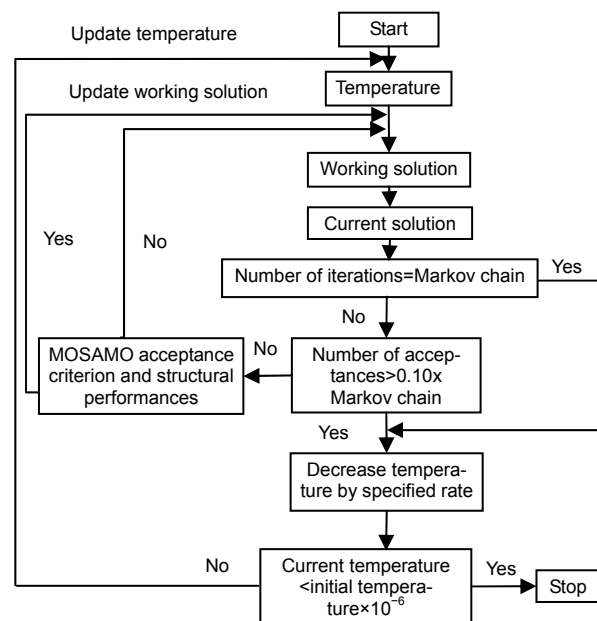 Update temperature
Start
Temperature
Update working solution
Working solution
Current solution
Yes
No
Number of iterations=Markov chain
Yes
No
MOSAMO acceptance
criterion and structural
performances
No
Number of accep-
tances>0.10x
Markov chain
Yes
Decrease tempera-
ture by specified rate
No
Current temperature
<initial tempera-
ture×10⁻⁶
Yes
Stop